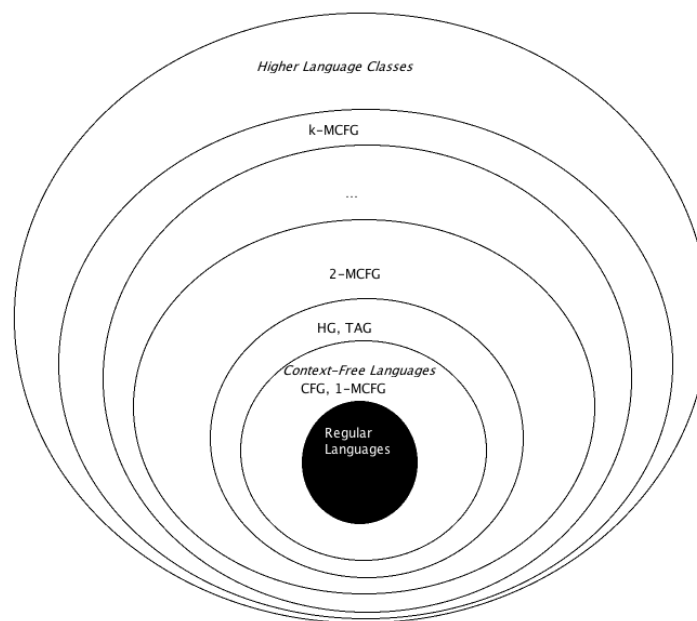 Higher Language Classes
k-MCFG
...
2-MCFG
HG, TAG
Context-Free Languages
CFG, 1-MCFG
Regular
Languages